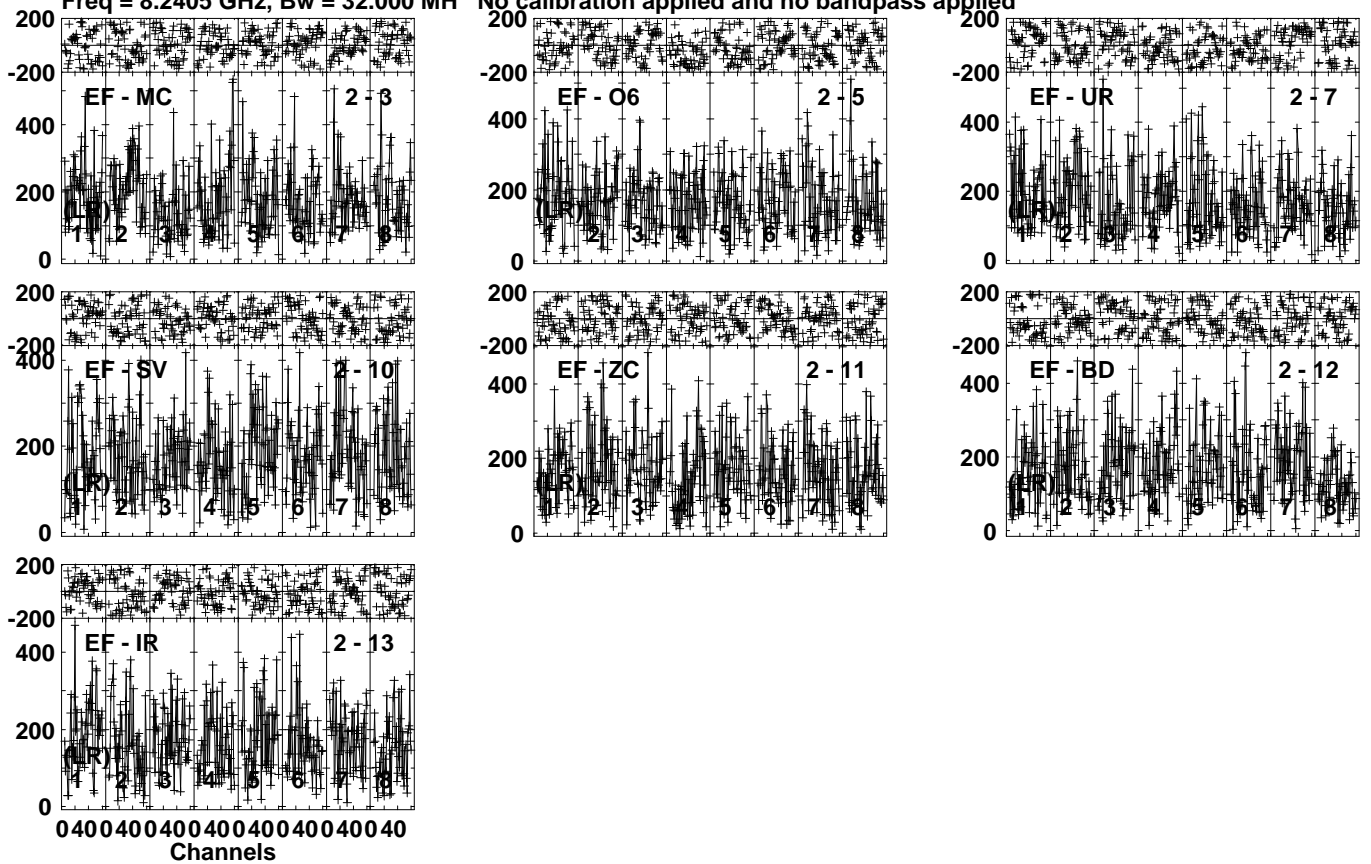 Freq = 8.2405 GHz, Bw = 32.000 MH No calibration applied and no bandpass applied
200
-200
EF - MC 2 - 3
400
200
(LR)
0
1 2 3 4 5 6 7 8
200
-200
EF - O6 2 - 5
400
200
(LR)
0
1 2 3 4 5 6 7 8
200
-200
EF - UR 2 - 7
400
200
(LR)
0
1 2 3 4 5 6 7 8
200
-200
EF - SV 2 - 10
400
200
(LR)
0
1 2 3 4 5 6 7 8
200
-200
EF - ZC 2 - 11
400
200
(LR)
0
1 2 3 4 5 6 7 8
200
-200
EF - BD 2 - 12
400
200
(LR)
0
1 2 3 4 5 6 7 8
200
-200
EF - IR 2 - 13
400
200
(LR)
0
1 2 3 4 5 6 7 8
0 40 0 40 0 40 0 40 0 40 0 40 0 40 0 40
Channels